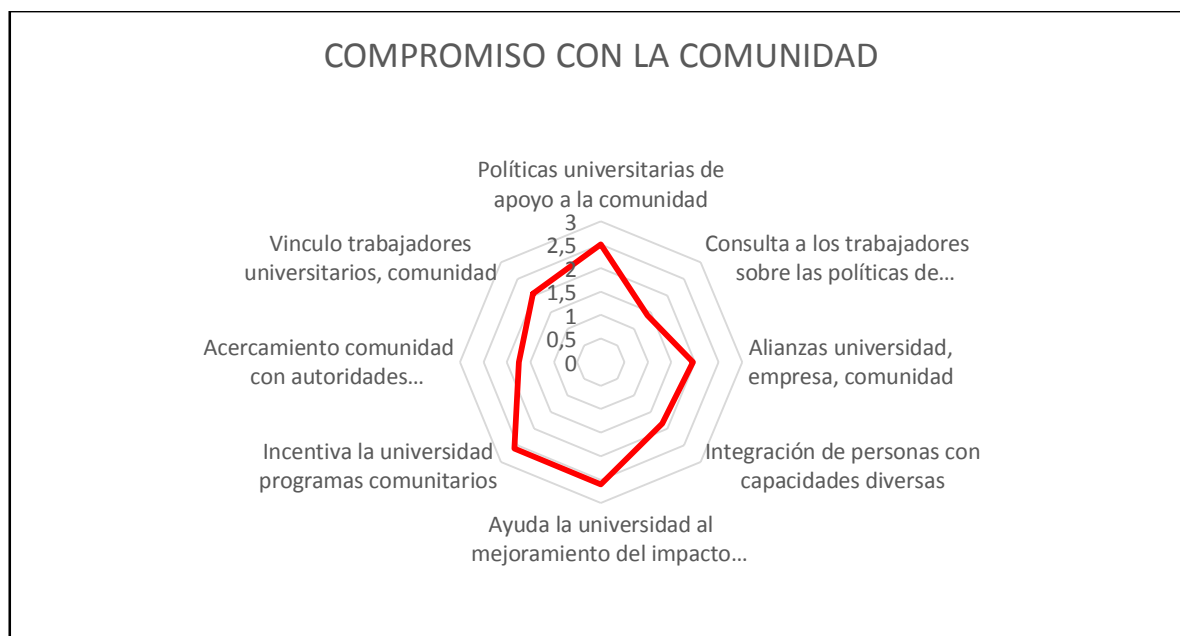 COMPROMISO CON LA COMUNIDAD
Políticas universitarias de
apoyo a la comunidad
Consulta a los trabajadores
sobre las políticas de...
Alianzas universidad,
empresa, comunidad
Integración de personas con
capacidades diversas
Ayuda la universidad al
mejoramiento del impacto...
Incentiva la universidad
programas comunitarios
Acercamiento comunidad
con autoridades...
Vinculo trabajadores
universitarios, comunidad
3
2,5
2
1,5
1
0,5
0